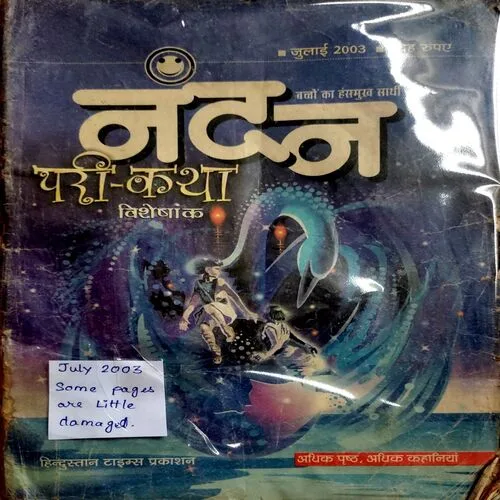 जुलाई 2003
रुपए
बच्चों का हंसमुख साथी
नंदन
परी-कथा
विशेषांक
July 2003
Some pages
are Little
damaged.
हिन्दुस्तान टाइम्स प्रकाशन
अधिक पृष्ठ, अधिक कहानियां